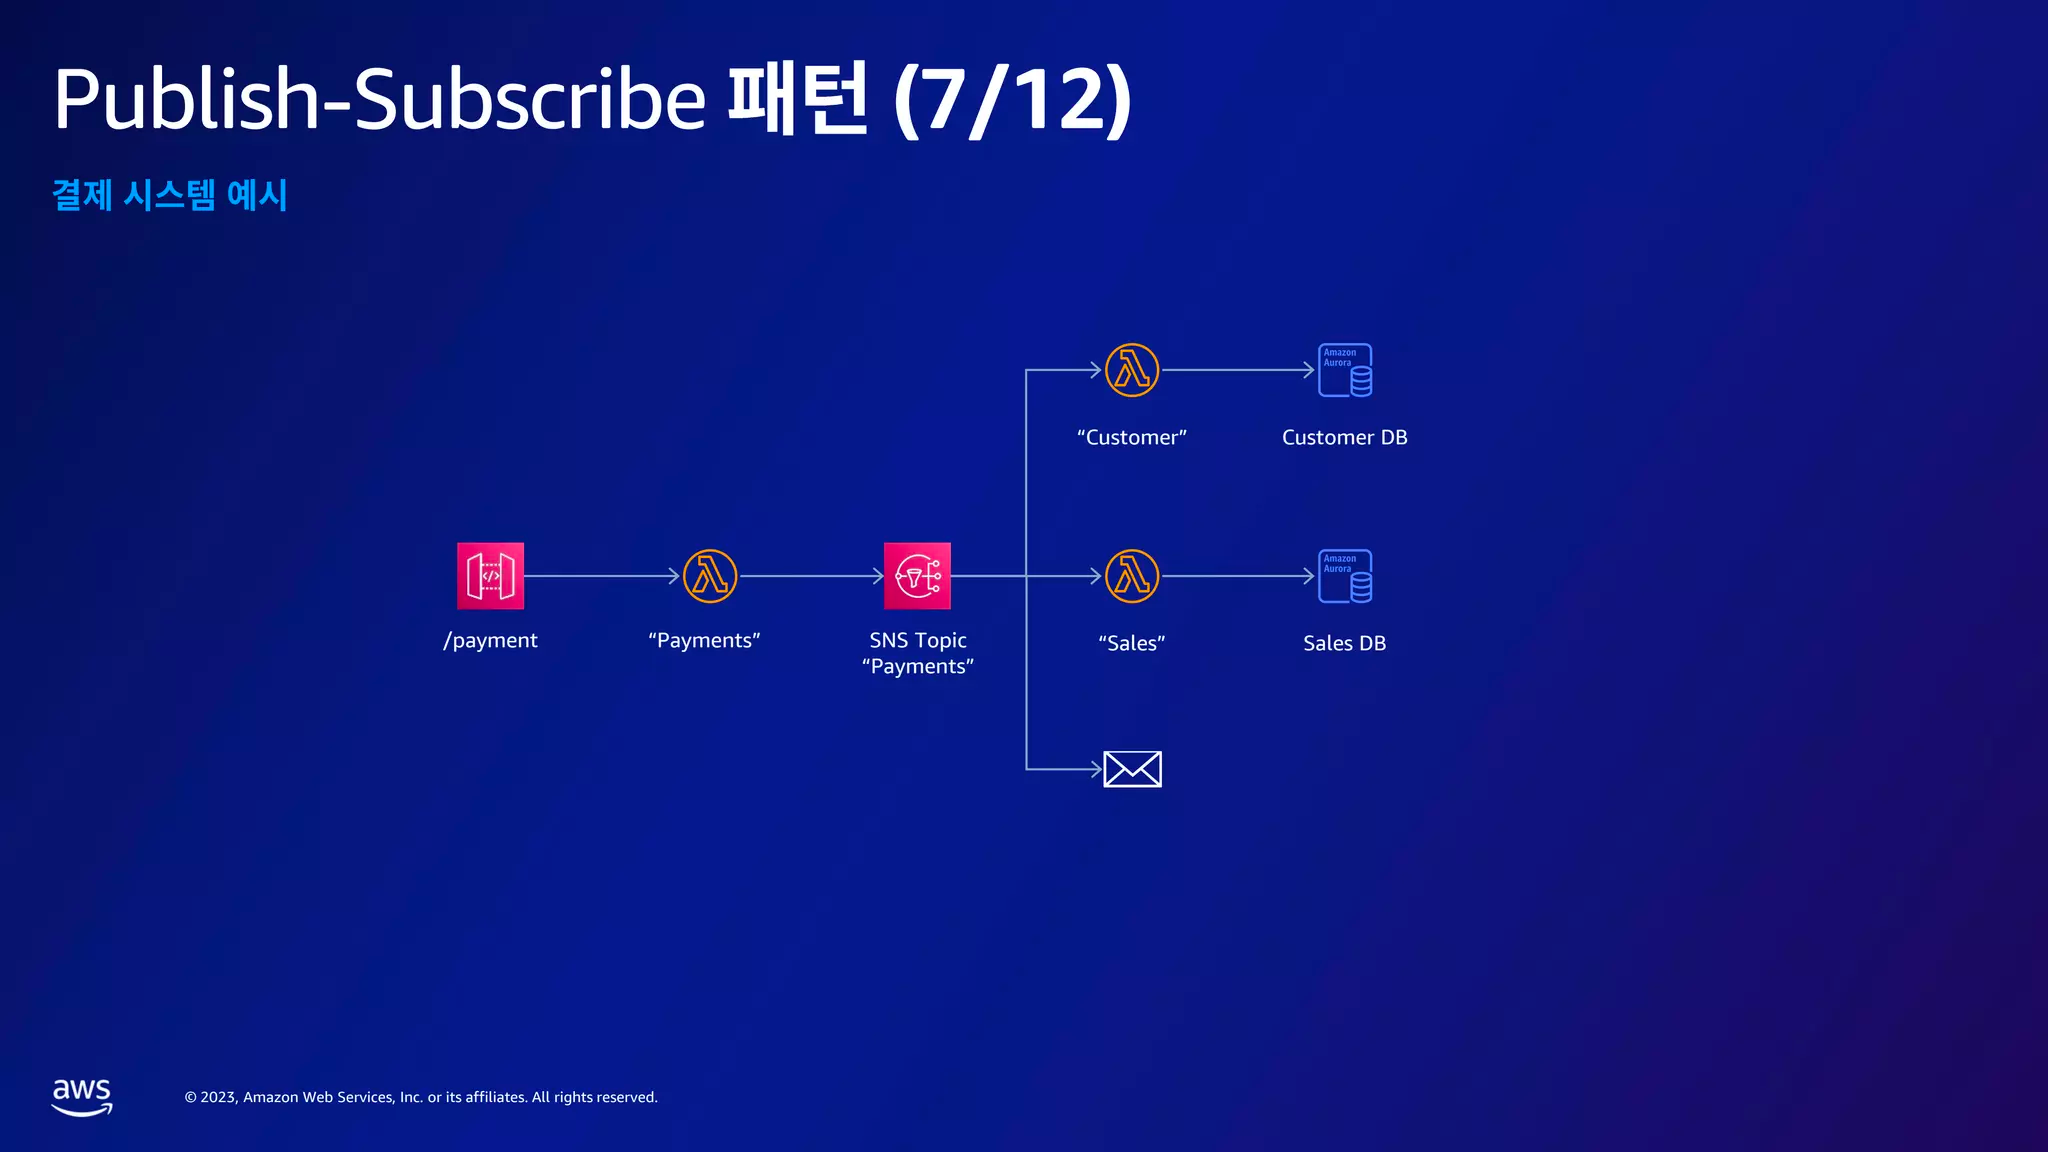 Publish-Subscribe 패턴 (7/12)
결제 시스템 예시
Amazon
Aurora
“Customer”
Customer DB
Amazon
Aurora
/payment
“Payments”
SNS Topic
“Payments”
“Sales”
Sales DB
aws
© 2023, Amazon Web Services, Inc. or its affiliates. All rights reserved.